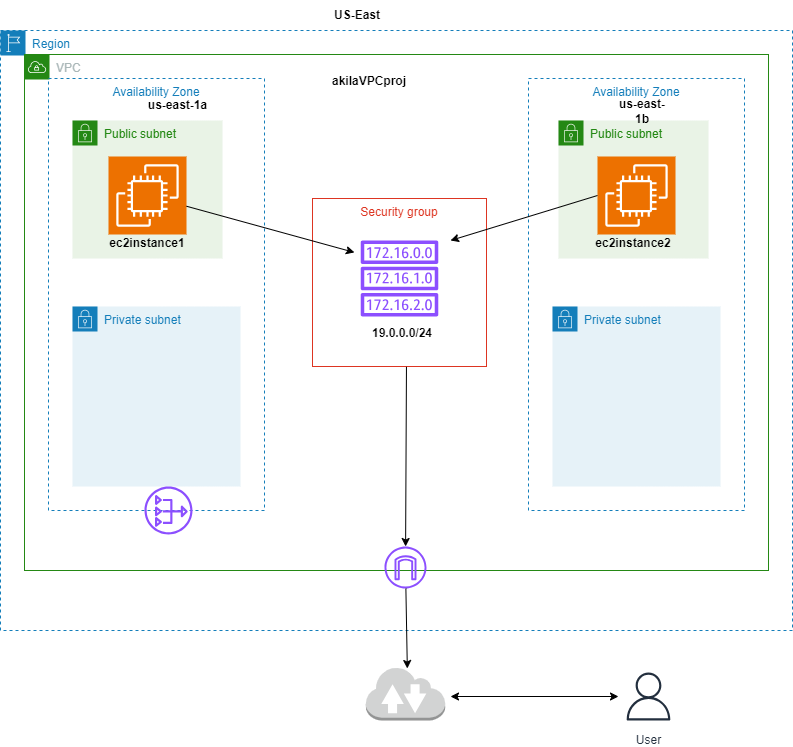 US-East
Region
VPC
akilaVPCproj
Availability Zone
us-east-1a
Public subnet
ec2instance1
Private subnet
Availability Zone
us-east-
1b
Public subnet
ec2instance2
Private subnet
Security group
172.16.0.0
172.16.1.0
172.16.2.0
19.0.0.0/24
User